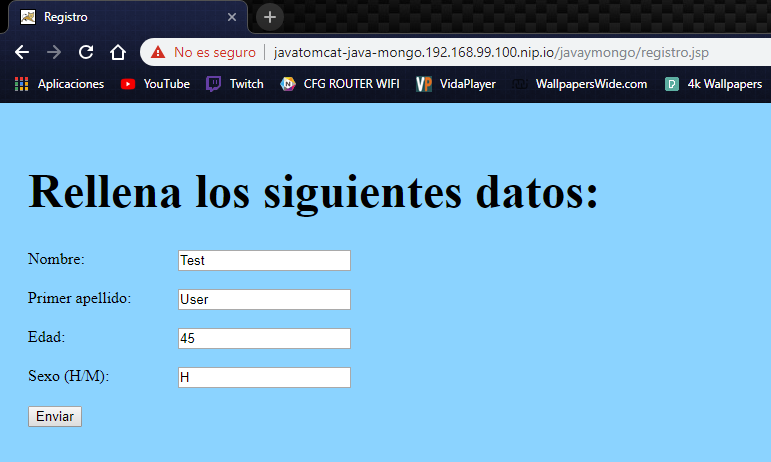 Registro
No es seguro javatomcat-java-mongo.192.168.99.100.nip.io/javaymongo/registro.jsp
Aplicaciones YouTube Twitch CFG ROUTER WIFI VidaPlayer WallpapersWide.com 4k Wallpapers
Rellena los siguientes datos:
Nombre: Test
Primer apellido: User
Edad: 45
Sexo (H/M): H
Enviar